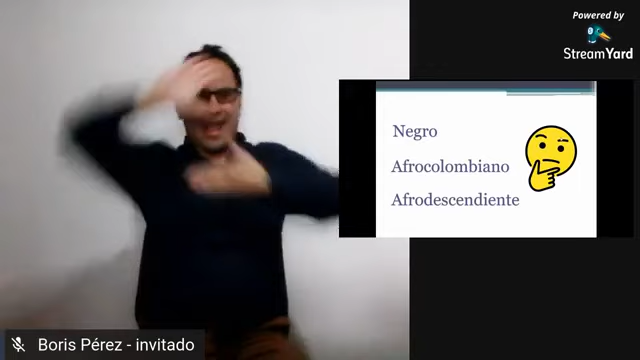 Powered by
StreamYard
Negro
Afrocolombiano
Afrodescendiente
Boris Pérez - invitado